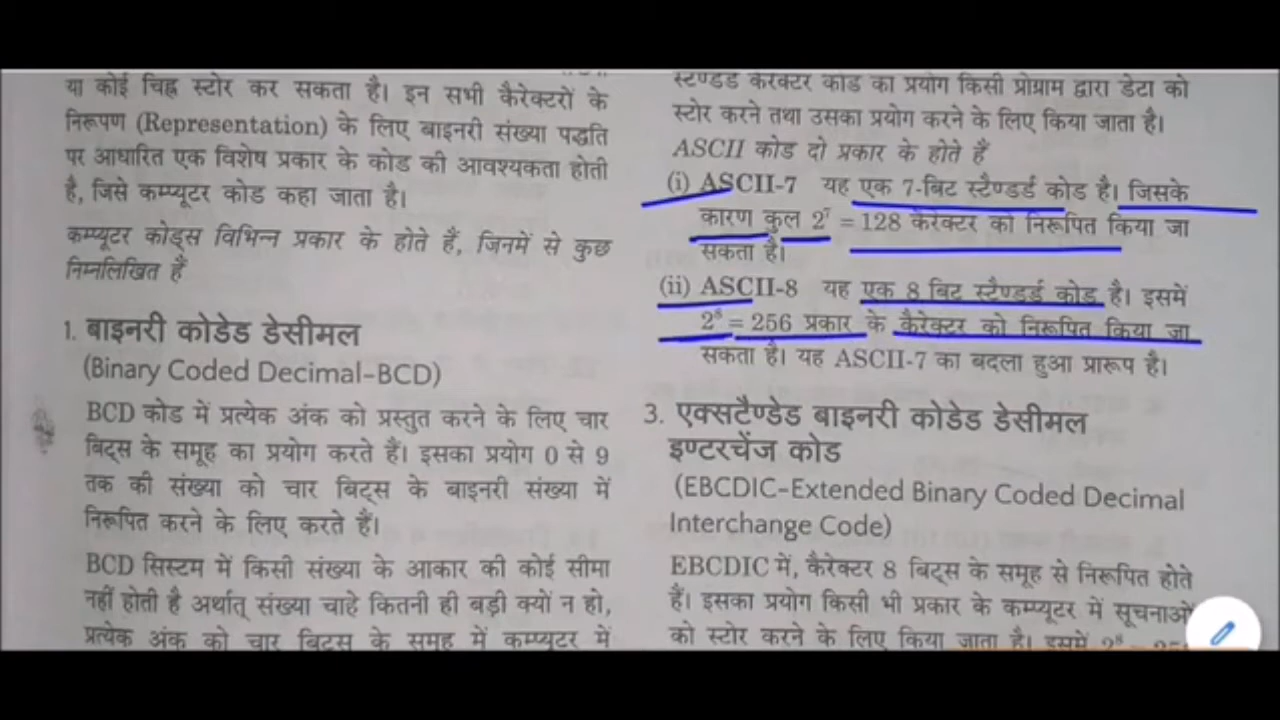 या कोई चिह्न स्टोर कर सकता है। इन सभी कैरेक्टरों के
निरूपण (Representation) के लिए बाइनरी संख्या पद्धति
पर आधारित एक विशेष प्रकार के कोड की आवश्यकता होती
है, जिसे कम्प्यूटर कोड कहा जाता है।
कम्प्यूटर कोड्स विभिन्न प्रकार के होते हैं, जिनमें से कुछ
निम्नलिखित हैं
1. बाइनरी कोडेड डेसीमल
(Binary Coded Decimal–BCD)
BCD कोड में प्रत्येक अंक को प्रस्तुत करने के लिए चार
बिट्स के समूह का प्रयोग करते हैं। इसका प्रयोग 0 से 9
तक की संख्या को चार बिट्स के बाइनरी संख्या में
निरूपित करने के लिए करते हैं।
BCD सिस्टम में किसी संख्या के आकार की कोई सीमा
नहीं होती है अर्थात् संख्या चाहे कितनी ही बड़ी क्यों न हो,
प्रत्येक अंक को चार बिट्स के समूह में कम्प्यूटर में
स्टैण्डर्ड कैरेक्टर कोड का प्रयोग किसी प्रोग्राम द्वारा डेटा को
स्टोर करने तथा उसका प्रयोग करने के लिए किया जाता है।
ASCII कोड दो प्रकार के होते हैं
(i) ASCII-7 यह एक 7-बिट स्टैण्डर्ड कोड है। जिसके
कारण कुल 2⁷ = 128 कैरेक्टर को निरूपित किया जा
सकता है।
(ii) ASCII-8 यह एक 8 बिट स्टैण्डर्ड कोड है। इसमें
2⁸ = 256 प्रकार के कैरेक्टर को निरूपित किया जा
सकता है। यह ASCII-7 का बदला हुआ प्रारूप है।
3. एक्सटैण्डेड बाइनरी कोडेड डेसीमल
इण्टरचेंज कोड
(EBCDIC–Extended Binary Coded Decimal
Interchange Code)
EBCDIC में, कैरेक्टर 8 बिट्स के समूह से निरूपित होते
हैं। इसका प्रयोग किसी भी प्रकार के कम्प्यूटर में सूचनाओं
को स्टोर करने के लिए किया जाता है। इसमें